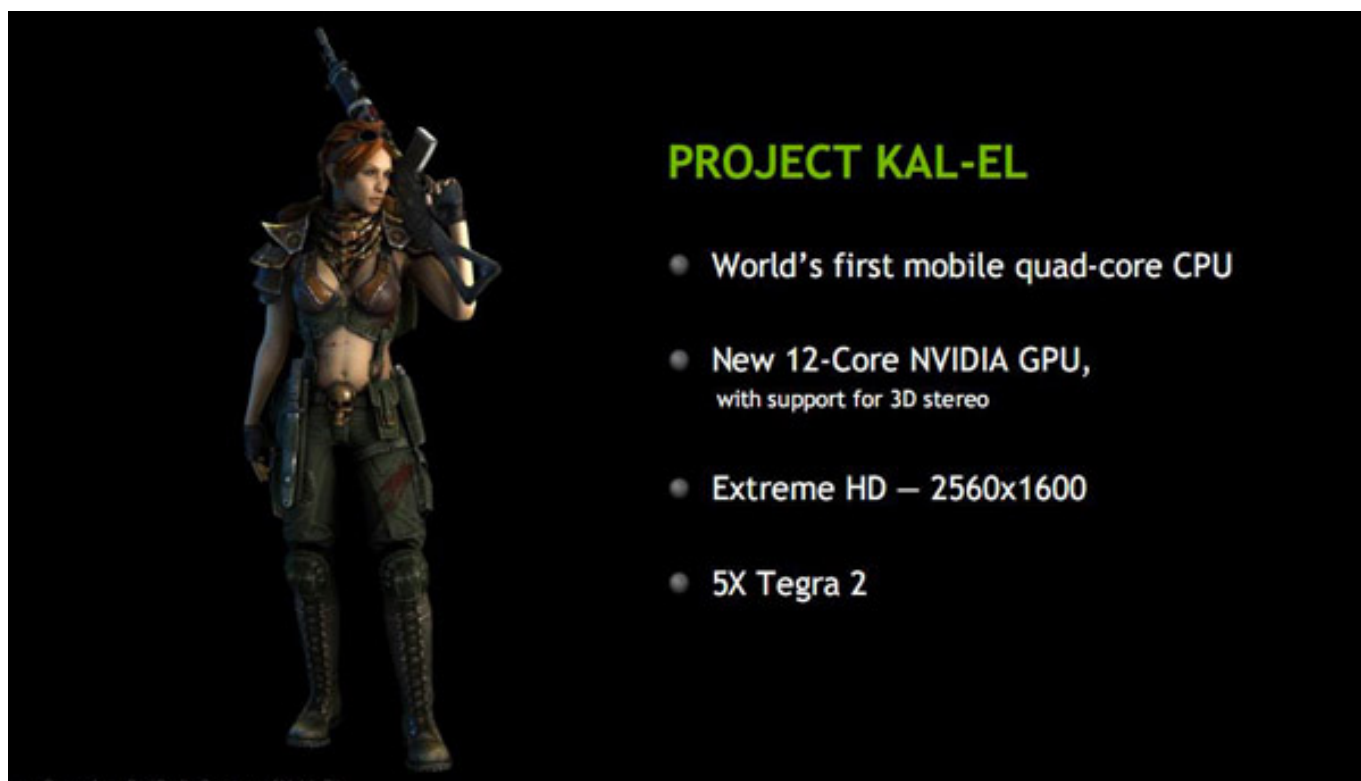 PROJECT KAL-EL
World's first mobile quad-core CPU
New 12-Core NVIDIA GPU,
with support for 3D stereo
Extreme HD — 2560x1600
5X Tegra 2